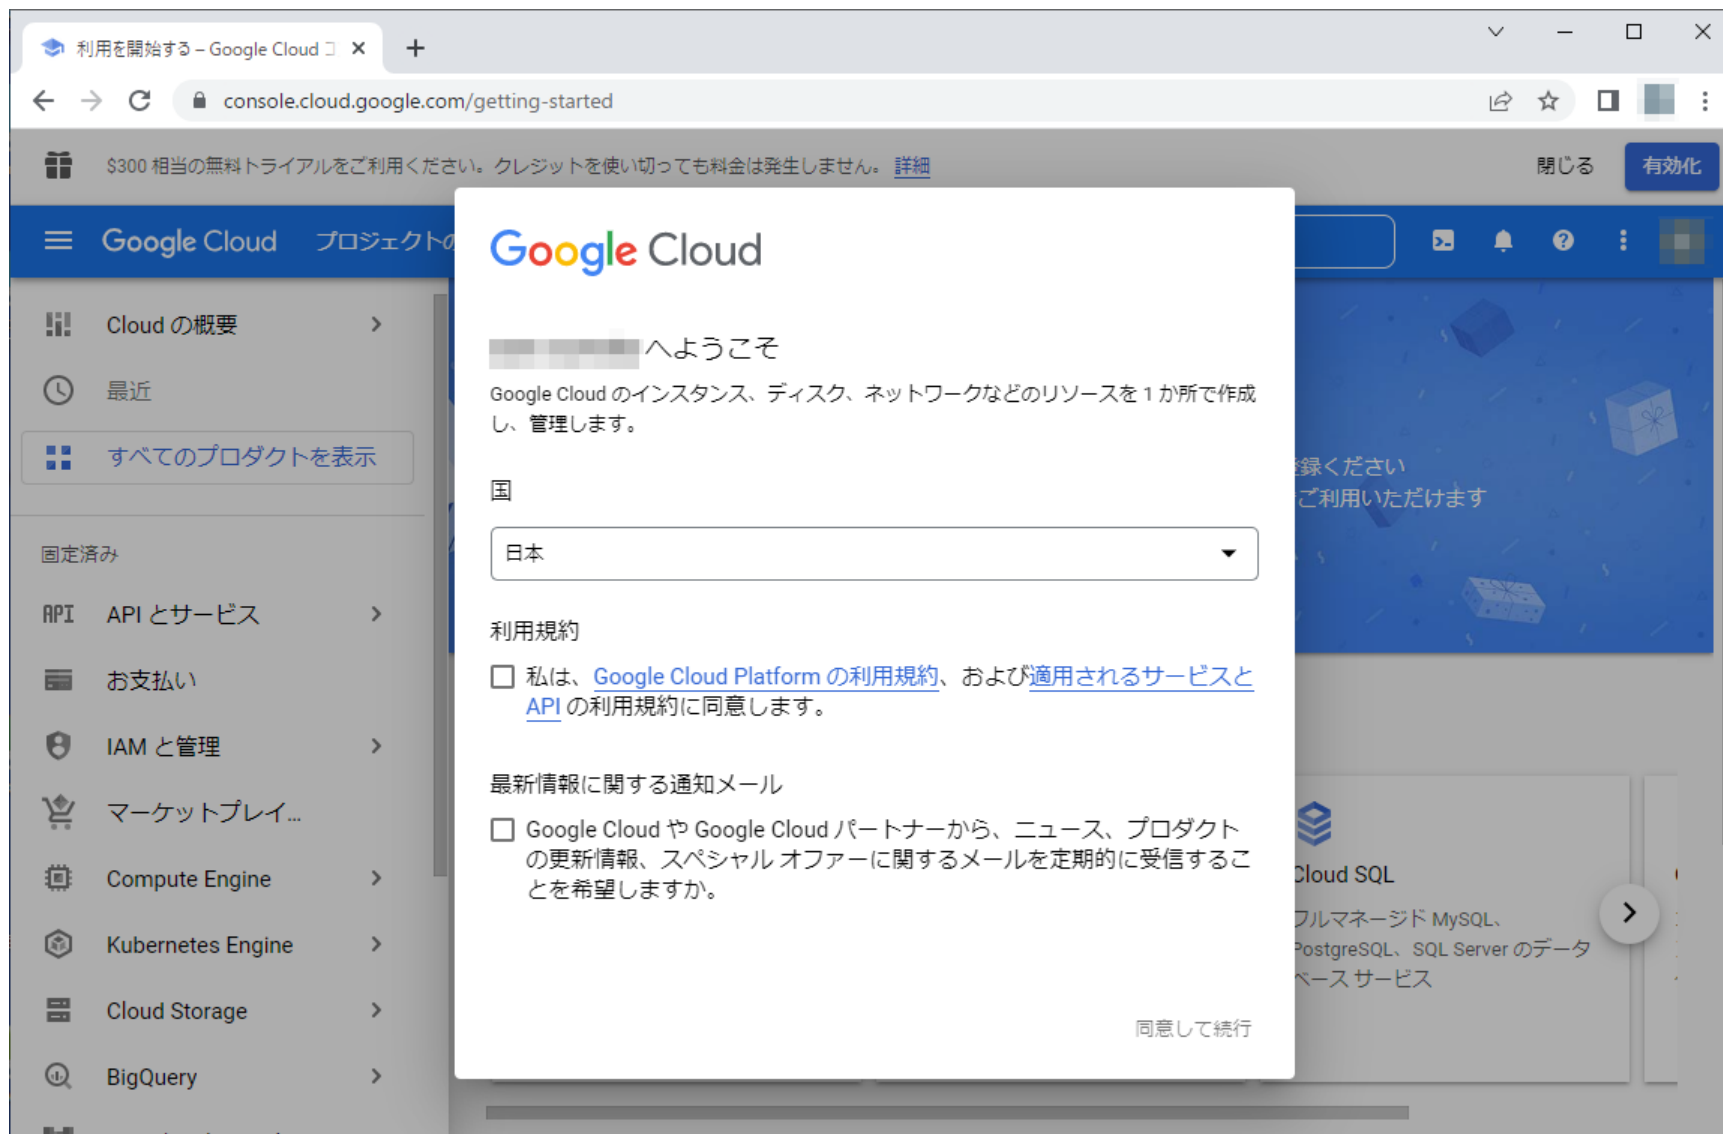 利用を開始する – Google Cloud コ
console.cloud.google.com/getting-started
$300 相当の無料トライアルをご利用ください。クレジットを使い切っても料金は発生しません。 詳細
閉じる
有効化
Google Cloud
プロジェクトの
Cloud の概要
最近
すべてのプロダクトを表示
固定済み
API
API とサービス
お支払い
IAM と管理
マーケットプレイ...
Compute Engine
Kubernetes Engine
Cloud Storage
BigQuery
Google Cloud
へようこそ
Google Cloud のインスタンス、ディスク、ネットワークなどのリソースを 1 か所で作成
し、管理します。
国
日本
利用規約
私は、Google Cloud Platform の利用規約、および適用されるサービスと
API の利用規約に同意します。
最新情報に関する通知メール
Google Cloud や Google Cloud パートナーから、ニュース、プロダクト
の更新情報、スペシャル オファーに関するメールを定期的に受信するこ
とを希望しますか。
同意して続行
録ください
ご利用いただけます
Cloud SQL
フルマネージド MySQL、
PostgreSQL、SQL Server のデータ
ベース サービス